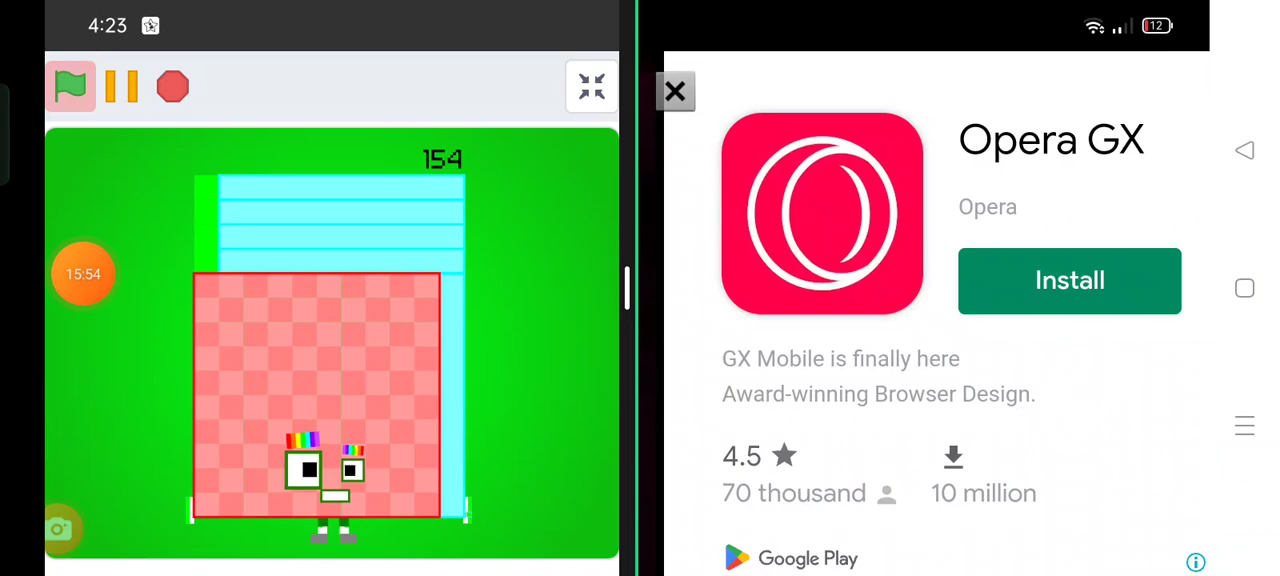 4:23
12
154
15:54
Opera GX
Opera
Install
GX Mobile is finally here
Award-winning Browser Design.
4.5 ★
70 thousand
10 million
Google Play